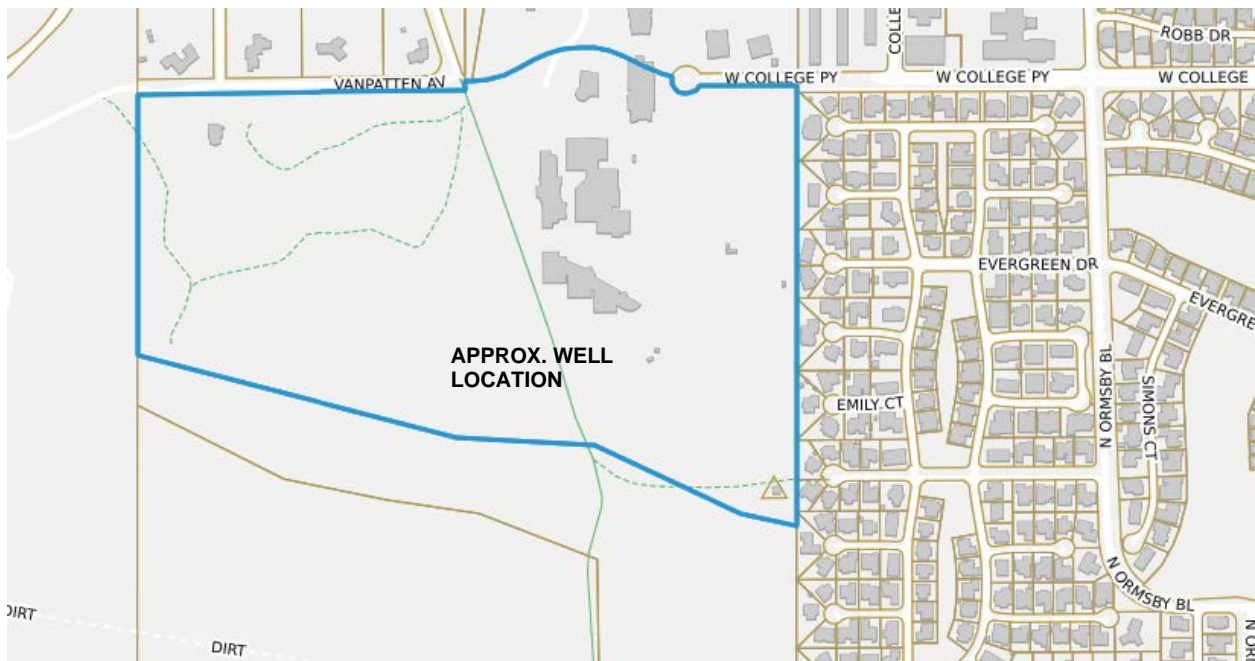 ROBB DR
COLLE
VANPATTEN AV
W COLLEGE PY
W COLLEGE PY
W COLLEGE
EVERGREEN DR
EVERGRE
APPROX. WELL
LOCATION
N ORMSBY BL
SIMONS CT
EMILY CT
N ORMSBY BL
DIRT
DIRT
N O